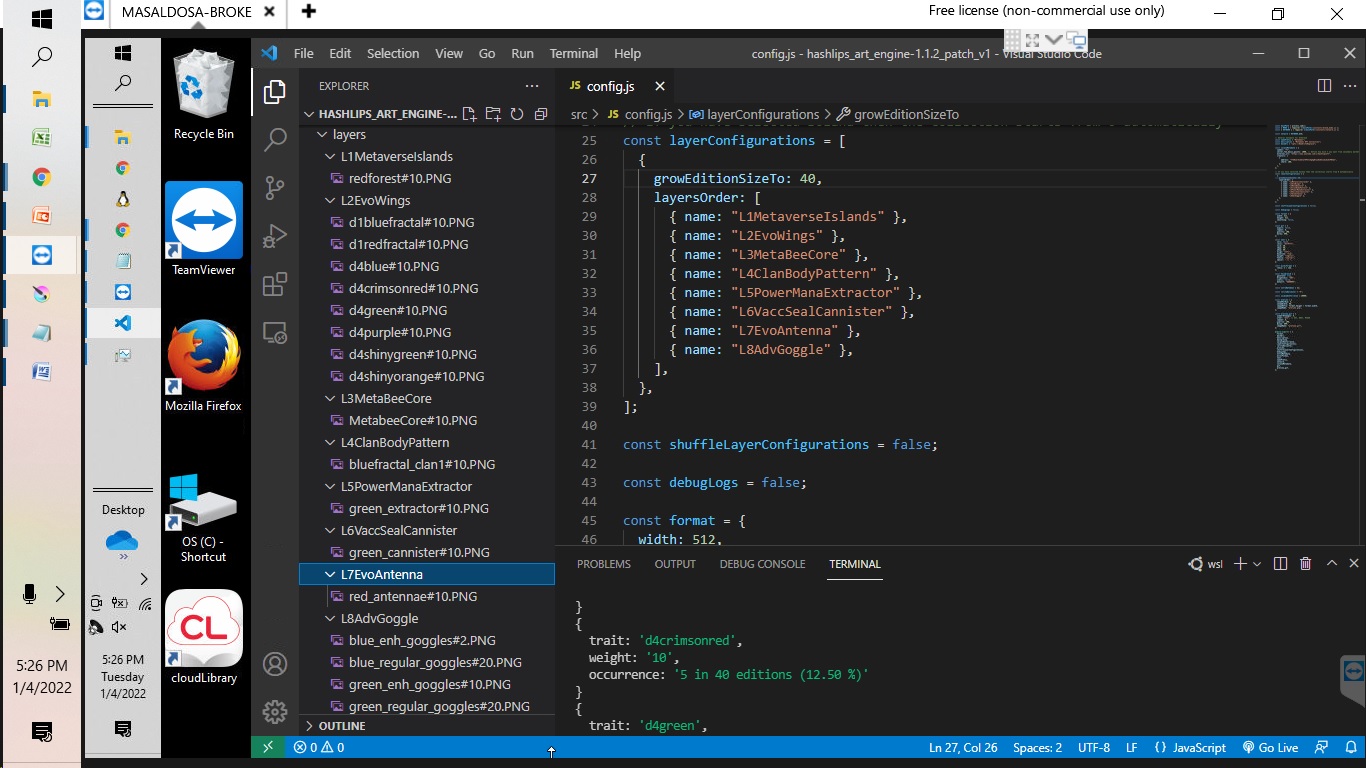 MASALDOSA-BROKE
Free license (non-commercial use only)
Recycle Bin
TeamViewer
Mozilla Firefox
OS (C) -
Shortcut
CL
cloudLibrary
Desktop
5:26 PM
Tuesday
1/4/2022
5:26 PM
1/4/2022
File Edit Selection View Go Run Terminal Help
config.js - hashlips_art_engine-1.1.2_patch_v1 - Visual Studio Code
EXPLORER
HASHLIPS_ART_ENGINE-...
layers
L1MetaverseIslands
redforest#10.PNG
L2EvoWings
d1bluefractal#10.PNG
d1redfractal#10.PNG
d4blue#10.PNG
d4crimsonred#10.PNG
d4green#10.PNG
d4purple#10.PNG
d4shinygreen#10.PNG
d4shinyorange#10.PNG
L3MetaBeeCore
MetabeeCore#10.PNG
L4ClanBodyPattern
bluefractal_clan1#10.PNG
L5PowerManaExtractor
green_extractor#10.PNG
L6VaccSealCannister
green_cannister#10.PNG
L7EvoAntenna
red_antennae#10.PNG
L8AdvGoggle
blue_enh_goggles#2.PNG
blue_regular_goggles#20.PNG
green_enh_goggles#10.PNG
green_regular_goggles#20.PNG
OUTLINE
JS config.js
src > JS config.js > layerConfigurations > growEditionSizeTo
25 const layerConfigurations = [
26 {
27 growEditionSizeTo: 40,
28 layersOrder: [
29 { name: "L1MetaverseIslands" },
30 { name: "L2EvoWings" },
31 { name: "L3MetaBeeCore" },
32 { name: "L4ClanBodyPattern" },
33 { name: "L5PowerManaExtractor" },
34 { name: "L6VaccSealCannister" },
35 { name: "L7EvoAntenna" },
36 { name: "L8AdvGoggle" },
37 ],
38 },
39 ];
40
41 const shuffleLayerConfigurations = false;
42
43 const debugLogs = false;
44
45 const format = {
46 width: 512,
PROBLEMS OUTPUT DEBUG CONSOLE TERMINAL
wsl
}
{
trait: 'd4crimsonred',
weight: '10',
occurrence: '5 in 40 editions (12.50 %)'
}
{
trait: 'd4green',
0 0
Ln 27, Col 26 Spaces: 2 UTF-8 LF {} JavaScript Go Live